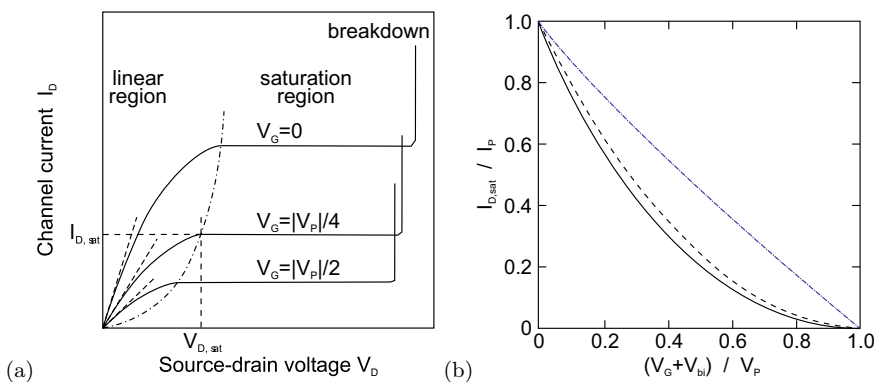 breakdown
linear
region
saturation
region
V_G=0
V_G=|V_P|/4
V_G=|V_P|/2
I_D, sat
V_D, sat
Channel current I_D
Source-drain voltage V_D
(a)
1.0
0.8
0.6
0.4
0.2
0.0
0 0.2 0.4 0.6 0.8 1.0
I_D,sat / I_P
(V_G+V_bi) / V_P
(b)